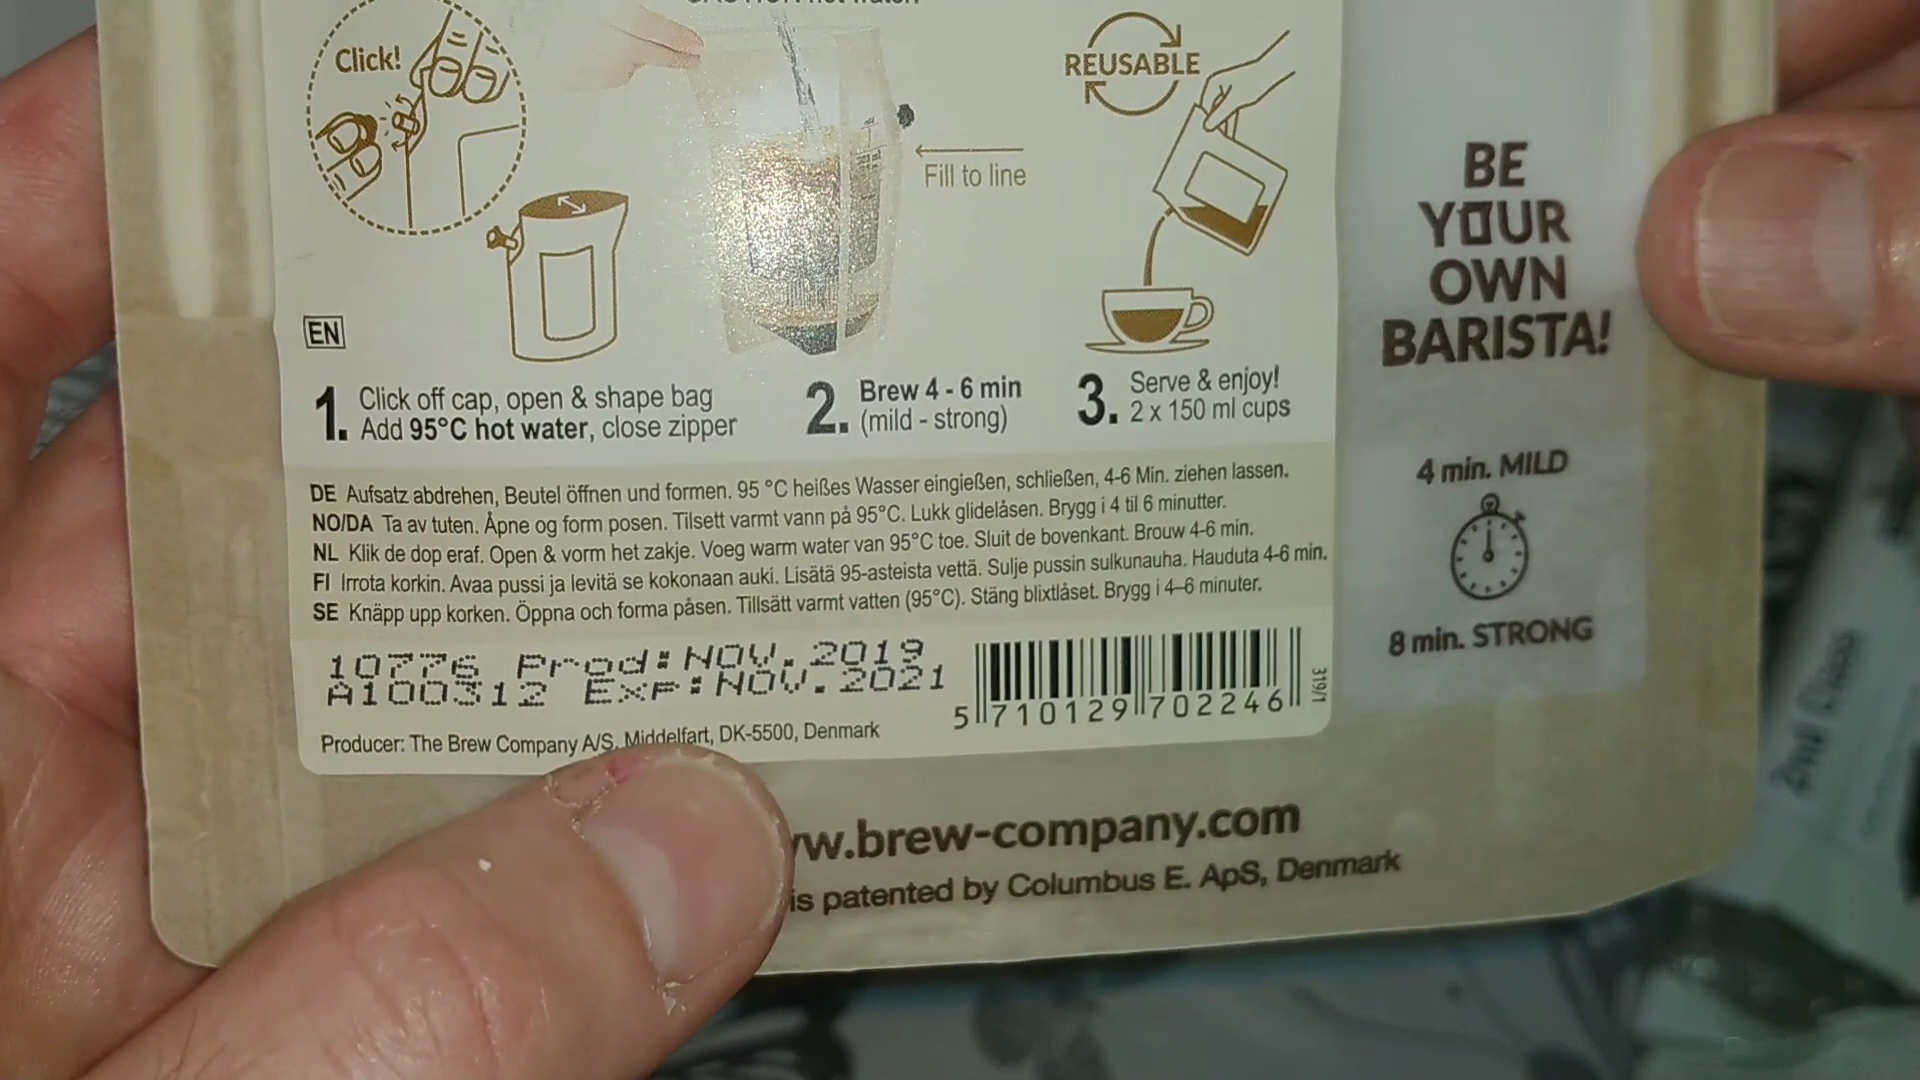 Click!
REUSABLE
Fill to line
EN
1. Click off cap, open & shape bag
Add 95°C hot water, close zipper
2. Brew 4 - 6 min
(mild - strong)
3. Serve & enjoy!
2 x 150 ml cups
DE Aufsatz abdrehen, Beutel öffnen und formen. 95 °C heißes Wasser eingießen, schließen, 4-6 Min. ziehen lassen.
NO/DA Ta av tuten. Åpne og form posen. Tilsett varmt vann på 95°C. Lukk glidelåsen. Brygg i 4 til 6 minutter.
NL Klik de dop eraf. Open & vorm het zakje. Voeg warm water van 95°C toe. Sluit de bovenkant. Brouw 4-6 min.
FI Irrota korkin. Avaa pussi ja levitä se kokonaan auki. Lisätä 95-asteista vettä. Sulje pussin sulkunauha. Hauduta 4-6 min.
SE Knäpp upp korken. Öppna och forma påsen. Tillsätt varmt vatten (95°C). Stäng blixtlåset. Brygg i 4–6 minuter.
10776 Prod: NOV. 2019
A100312 EXP: NOV. 2021
5 710129 702246
319/1
Producer: The Brew Company A/S, Middelfart, DK-5500, Denmark
w.brew-company.com
is patented by Columbus E. ApS, Denmark
BE
YOUR
OWN
BARISTA!
4 min. MILD
8 min. STRONG
2nd Class